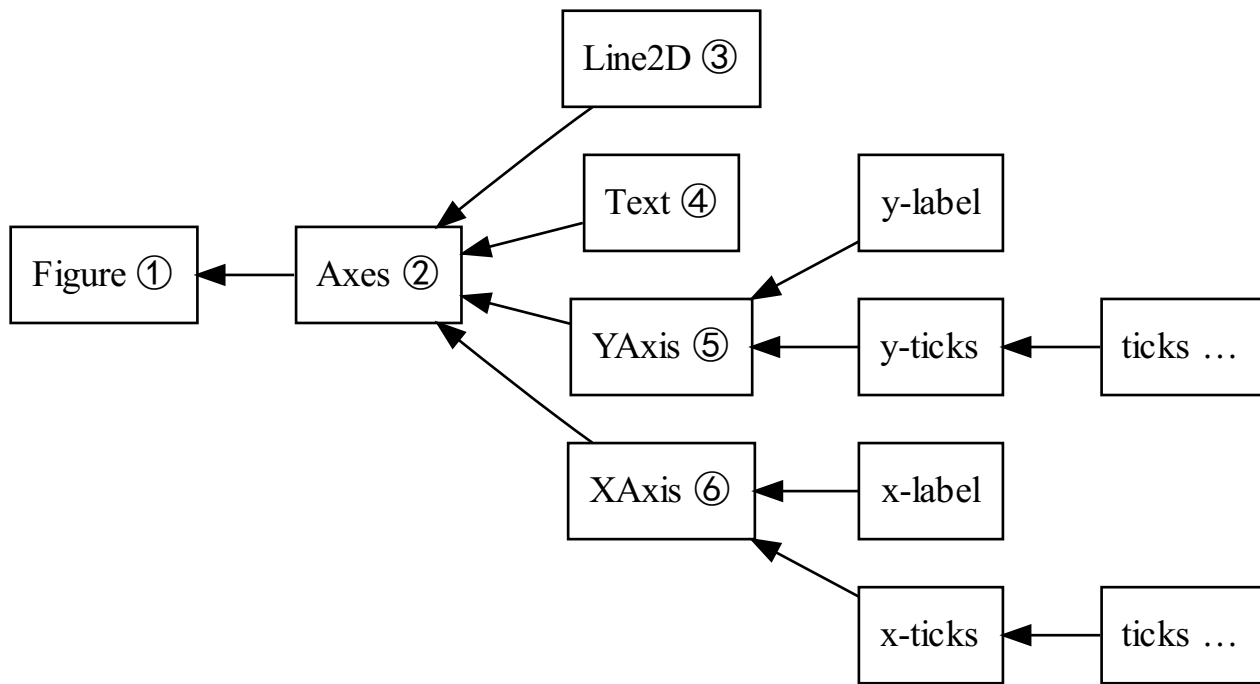 Line2D ③
Text ④
y-label
Figure ①
Axes ②
YAxis ⑤
y-ticks
ticks …
XAxis ⑥
x-label
x-ticks
ticks …